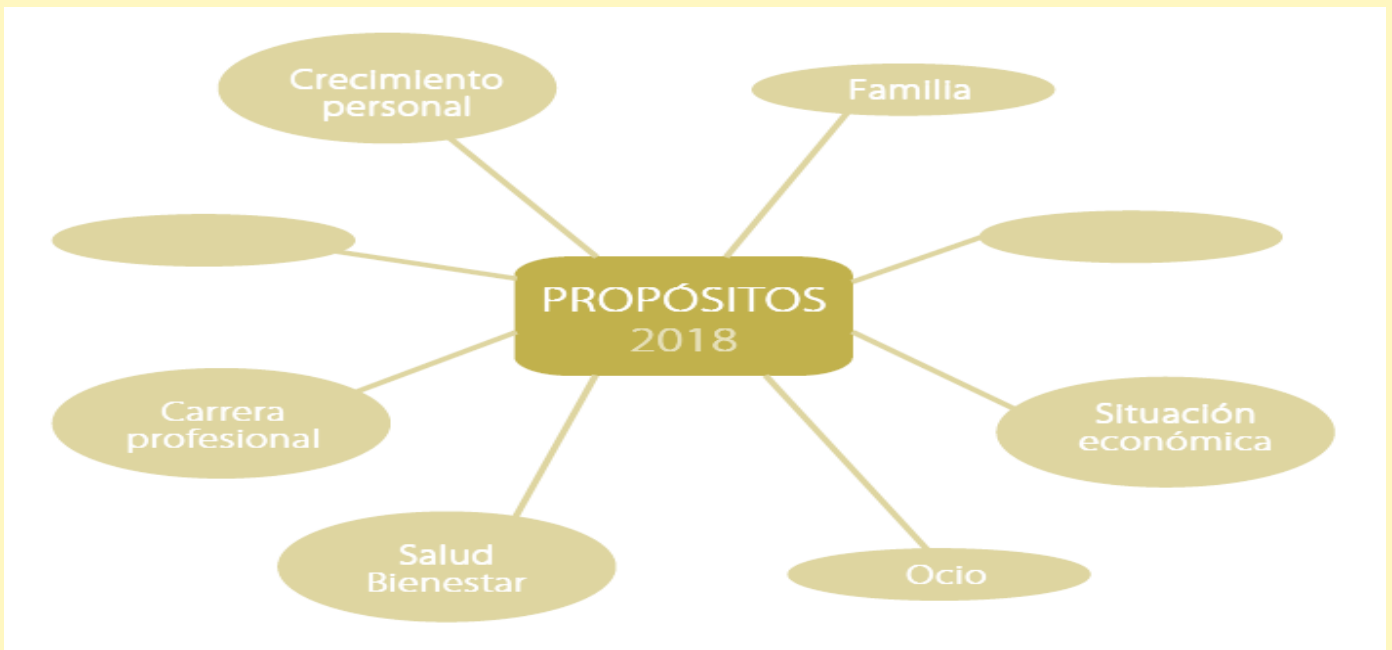 Crecimiento
personal
Familia
PROPÓSITOS
2018
Carrera
profesional
Situación
económica
Salud
Bienestar
Ocio